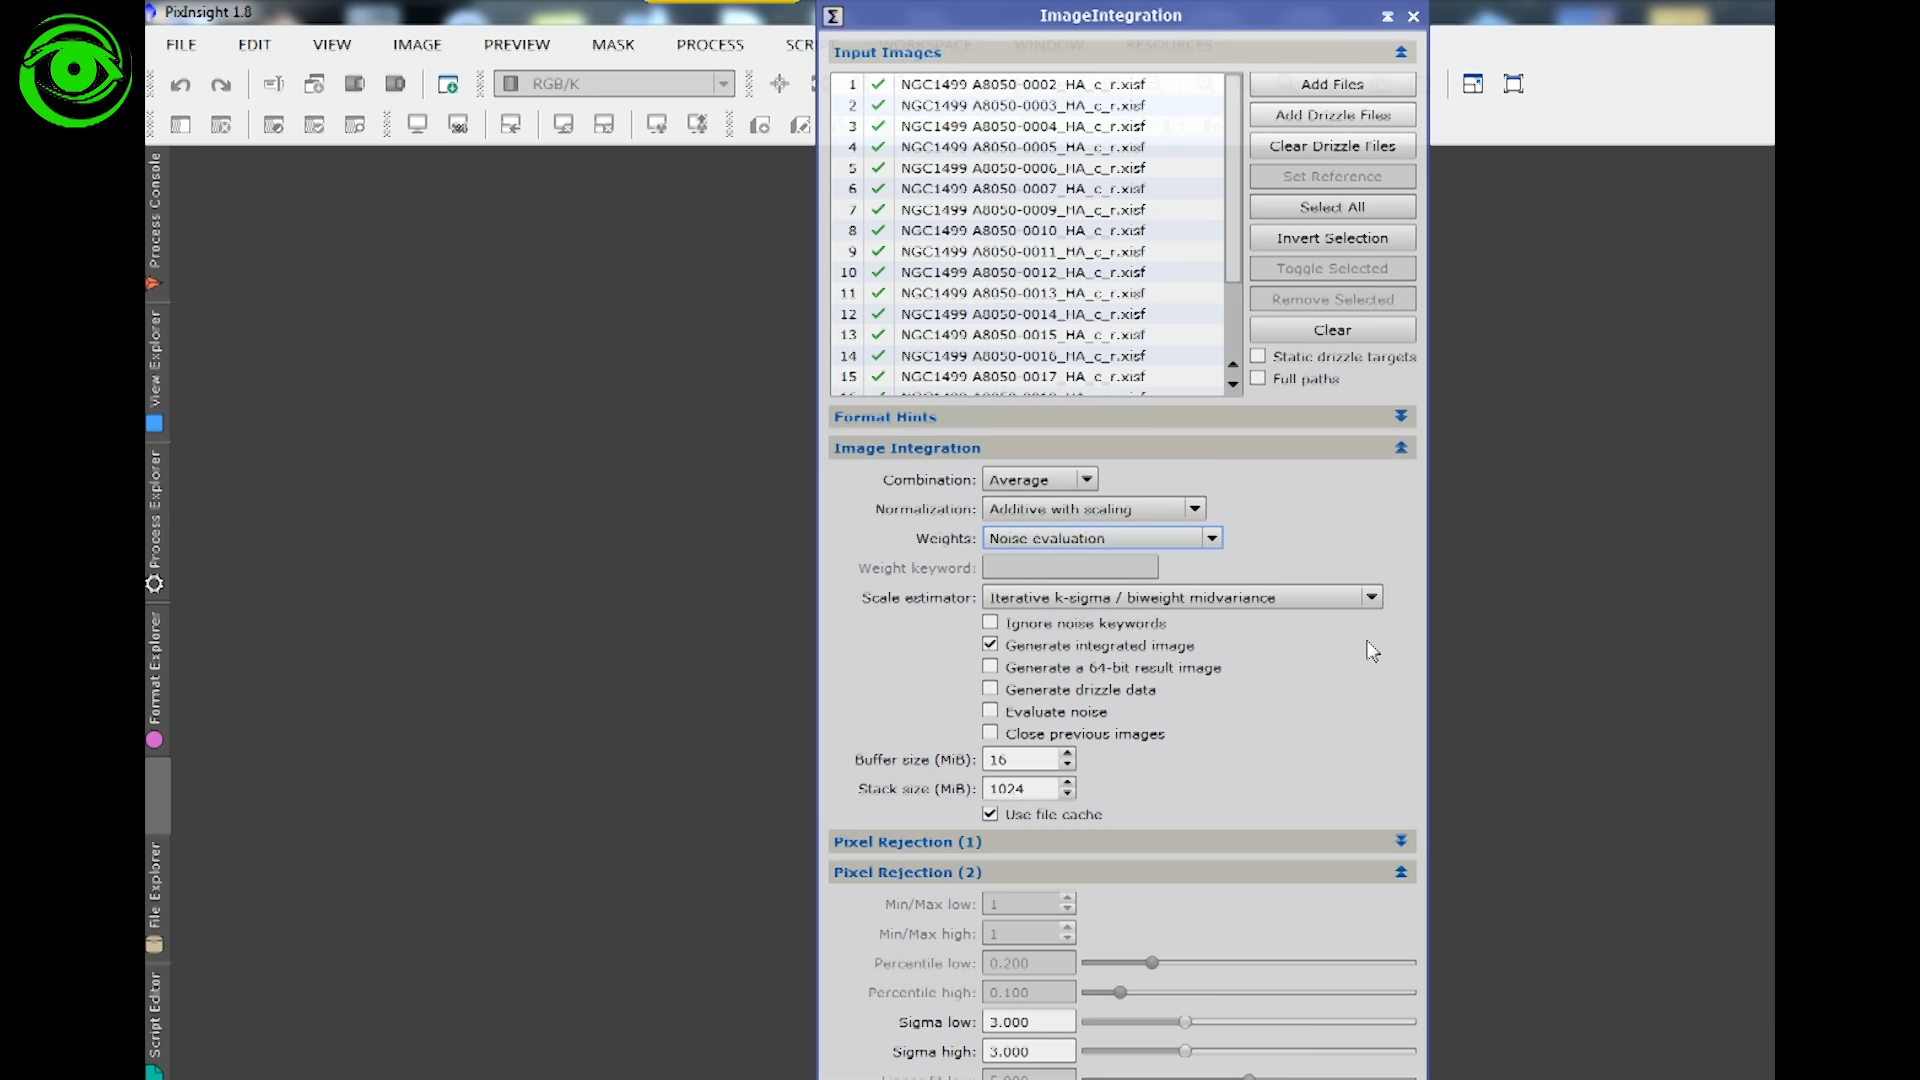 PixInsight 1.8
FILE EDIT VIEW IMAGE PREVIEW MASK PROCESS SCR
WORKSPACE WINDOW RESOURCES
RGB/K
Process Console
View Explorer
Process Explorer
Format Explorer
File Explorer
Script Editor
ImageIntegration
Input Images
1 NGC1499 A8050-0002_HA_c_r.xisf
2 NGC1499 A8050-0003_HA_c_r.xisf
3 NGC1499 A8050-0004_HA_c_r.xisf
4 NGC1499 A8050-0005_HA_c_r.xisf
5 NGC1499 A8050-0006_HA_c_r.xisf
6 NGC1499 A8050-0007_HA_c_r.xisf
7 NGC1499 A8050-0009_HA_c_r.xisf
8 NGC1499 A8050-0010_HA_c_r.xisf
9 NGC1499 A8050-0011_HA_c_r.xisf
10 NGC1499 A8050-0012_HA_c_r.xisf
11 NGC1499 A8050-0013_HA_c_r.xisf
12 NGC1499 A8050-0014_HA_c_r.xisf
13 NGC1499 A8050-0015_HA_c_r.xisf
14 NGC1499 A8050-0016_HA_c_r.xisf
15 NGC1499 A8050-0017_HA_c_r.xisf
Add Files
Add Drizzle Files
Clear Drizzle Files
Set Reference
Select All
Invert Selection
Toggle Selected
Remove Selected
Clear
Static drizzle targets
Full paths
Format Hints
Image Integration
Combination: Average
Normalization: Additive with scaling
Weights: Noise evaluation
Weight keyword:
Scale estimator: Iterative k-sigma / biweight midvariance
Ignore noise keywords
Generate integrated image
Generate a 64-bit result image
Generate drizzle data
Evaluate noise
Close previous images
Buffer size (MiB): 16
Stack size (MiB): 1024
Use file cache
Pixel Rejection (1)
Pixel Rejection (2)
Min/Max low: 1
Min/Max high: 1
Percentile low: 0.200
Percentile high: 0.100
Sigma low: 3.000
Sigma high: 3.000